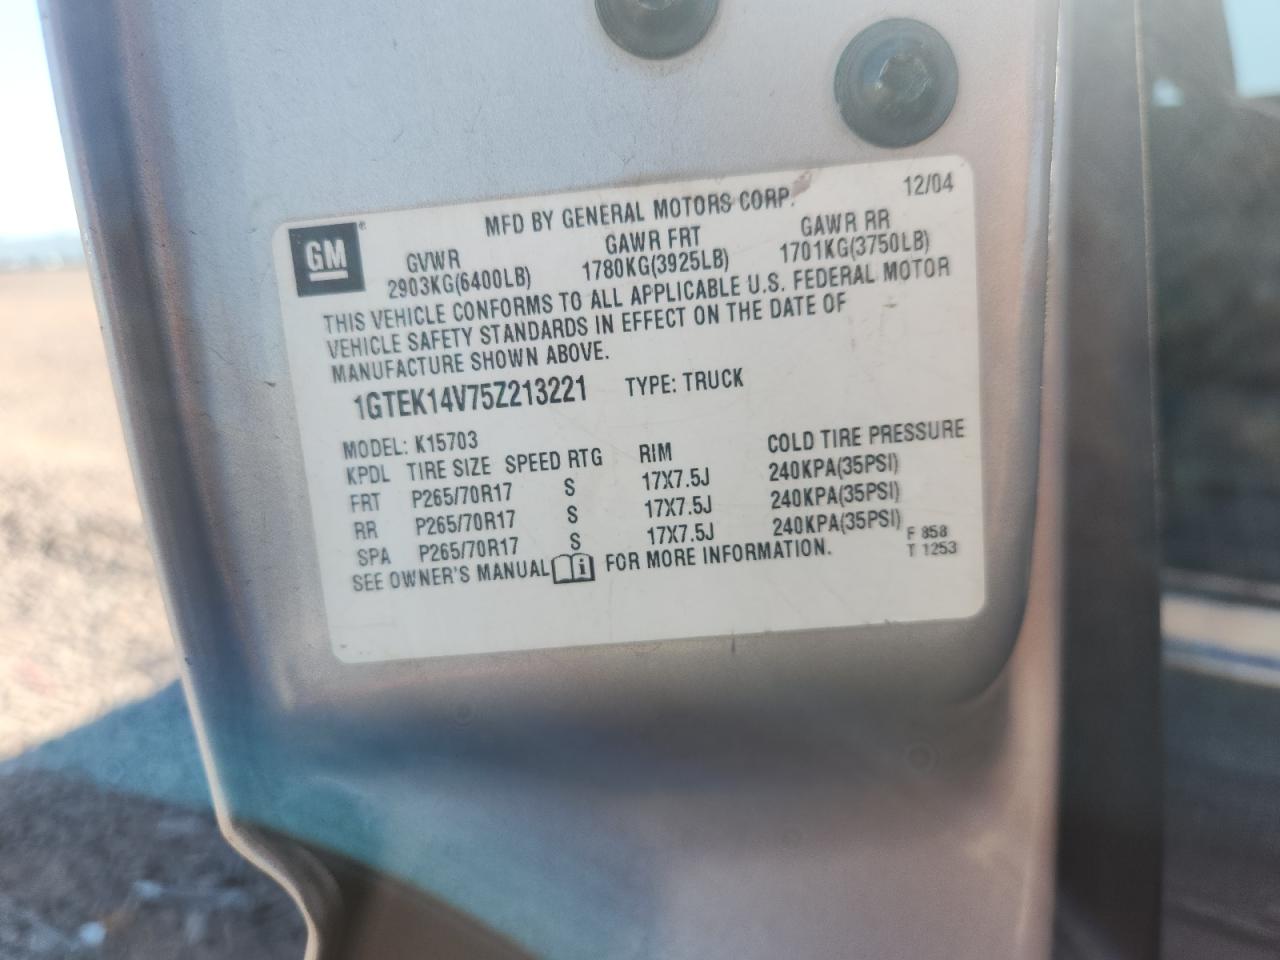 MFD BY GENERAL MOTORS CORP. 12/04
GM®
GVWR GAWR FRT GAWR RR
2903KG(6400LB) 1780KG(3925LB) 1701KG(3750LB)
THIS VEHICLE CONFORMS TO ALL APPLICABLE U.S. FEDERAL MOTOR
VEHICLE SAFETY STANDARDS IN EFFECT ON THE DATE OF
MANUFACTURE SHOWN ABOVE.
1GTEK14V75Z213221 TYPE: TRUCK
MODEL: K15703
KPDL TIRE SIZE SPEED RTG RIM COLD TIRE PRESSURE
FRT P265/70R17 S 17X7.5J 240KPA(35PSI)
RR P265/70R17 S 17X7.5J 240KPA(35PSI)
SPA P265/70R17 S 17X7.5J 240KPA(35PSI)
SEE OWNER'S MANUAL i FOR MORE INFORMATION.
F 858
T 1253